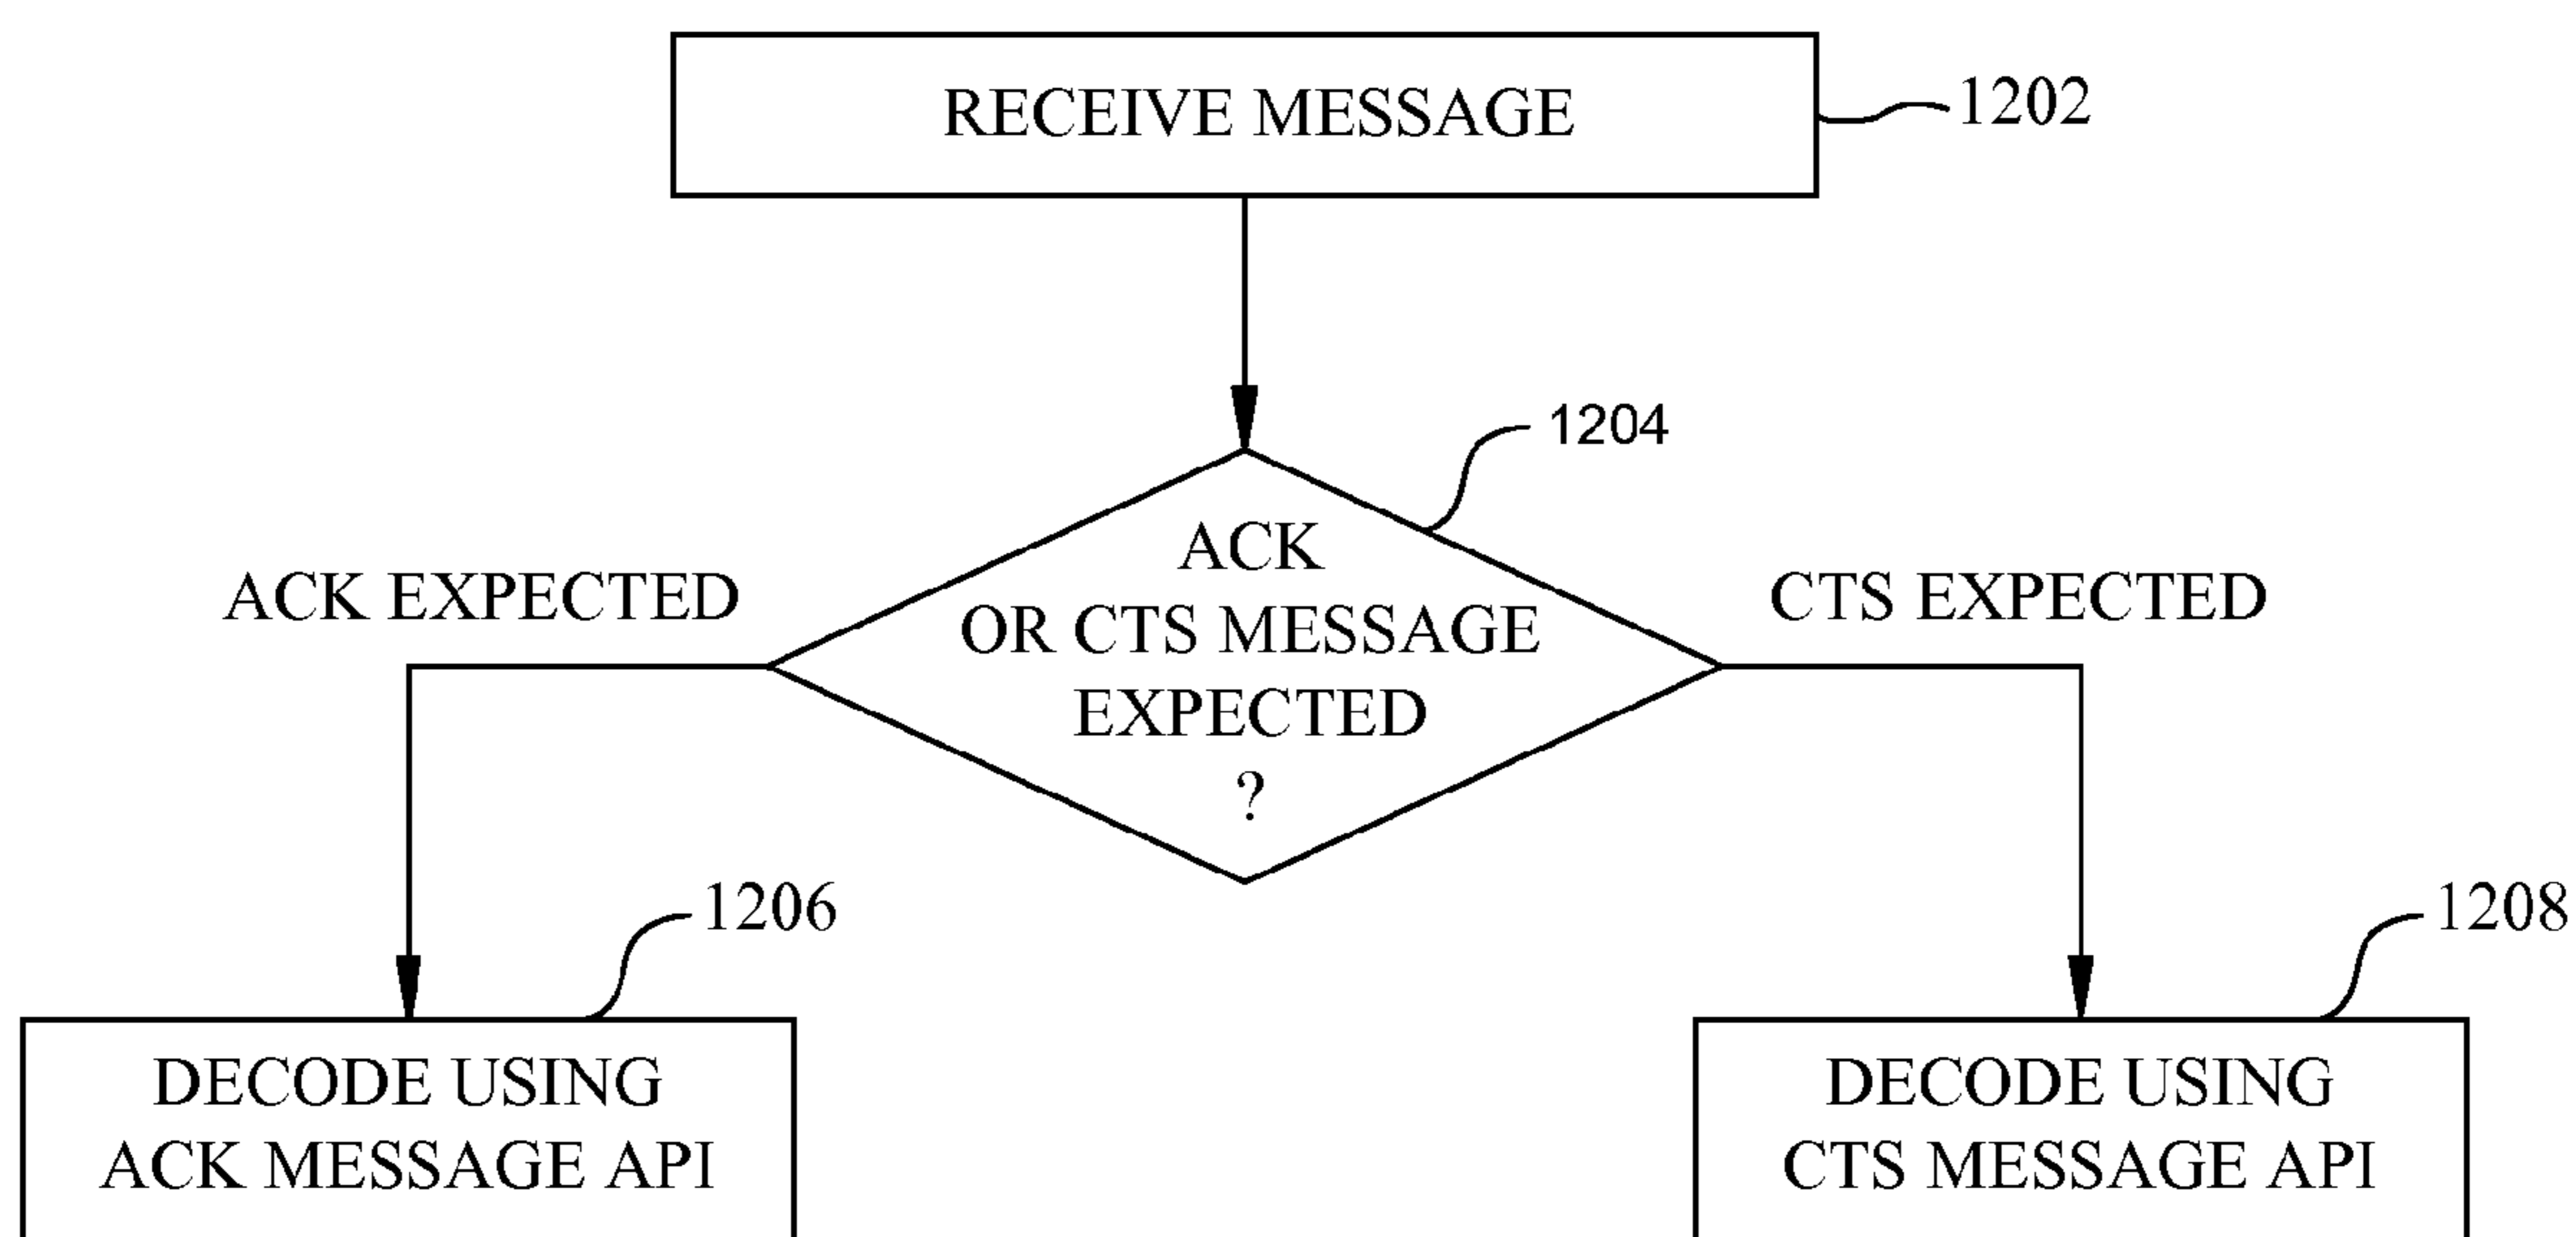 RECEIVE MESSAGE
1202
1204
ACK
OR CTS MESSAGE
EXPECTED
?
ACK EXPECTED
CTS EXPECTED
1206
1208
DECODE USING
ACK MESSAGE API
DECODE USING
CTS MESSAGE API